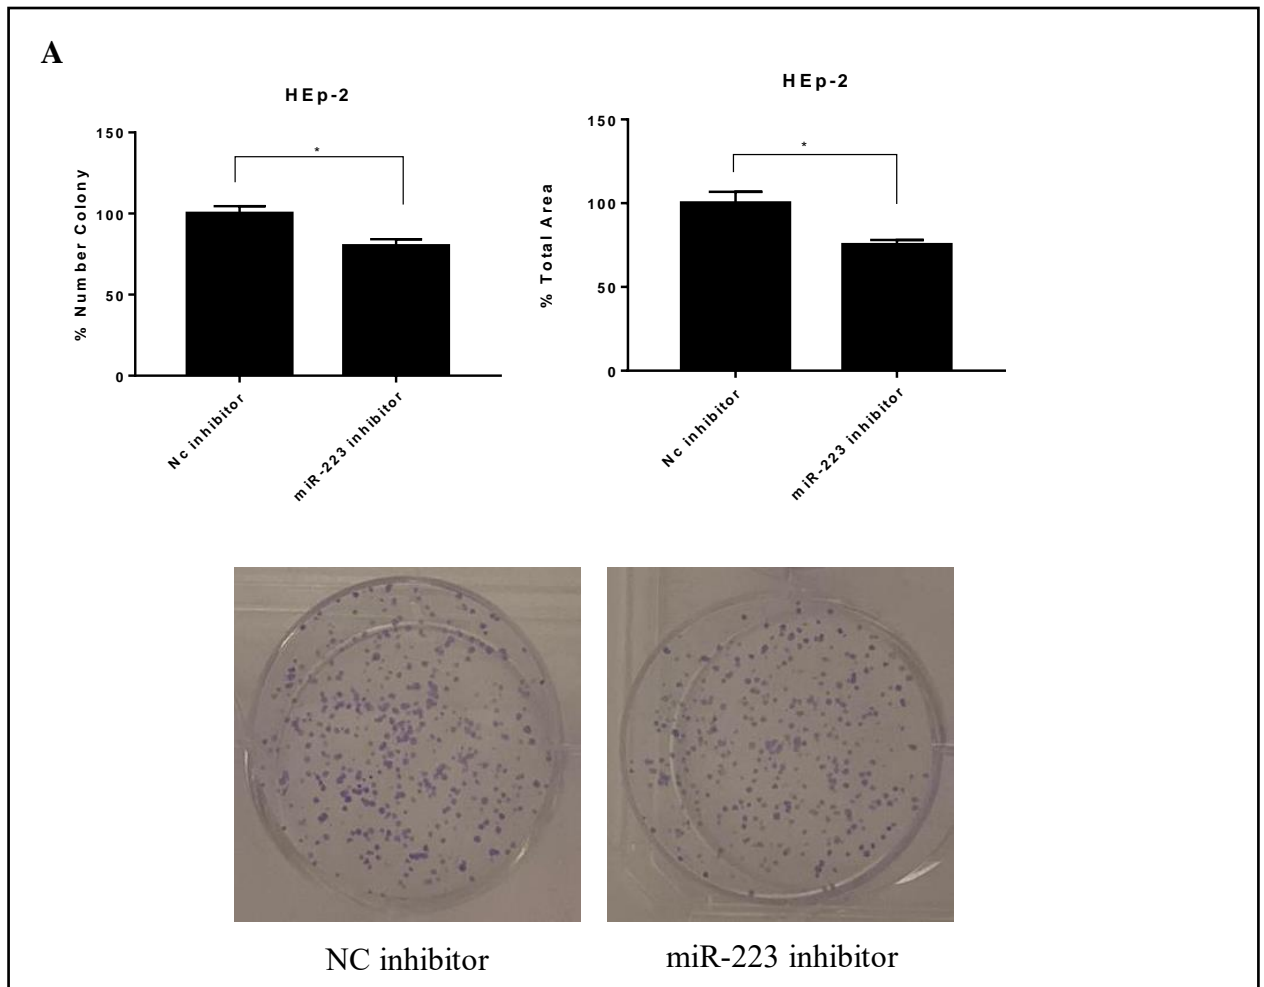 A
HEp-2
150
100
50
0
% Number Colony
*
Nc inhibitor
miR-223 inhibitor
HEp-2
150
100
50
0
% Total Area
*
Nc inhibitor
miR-223 inhibitor
NC inhibitor
miR-223 inhibitor